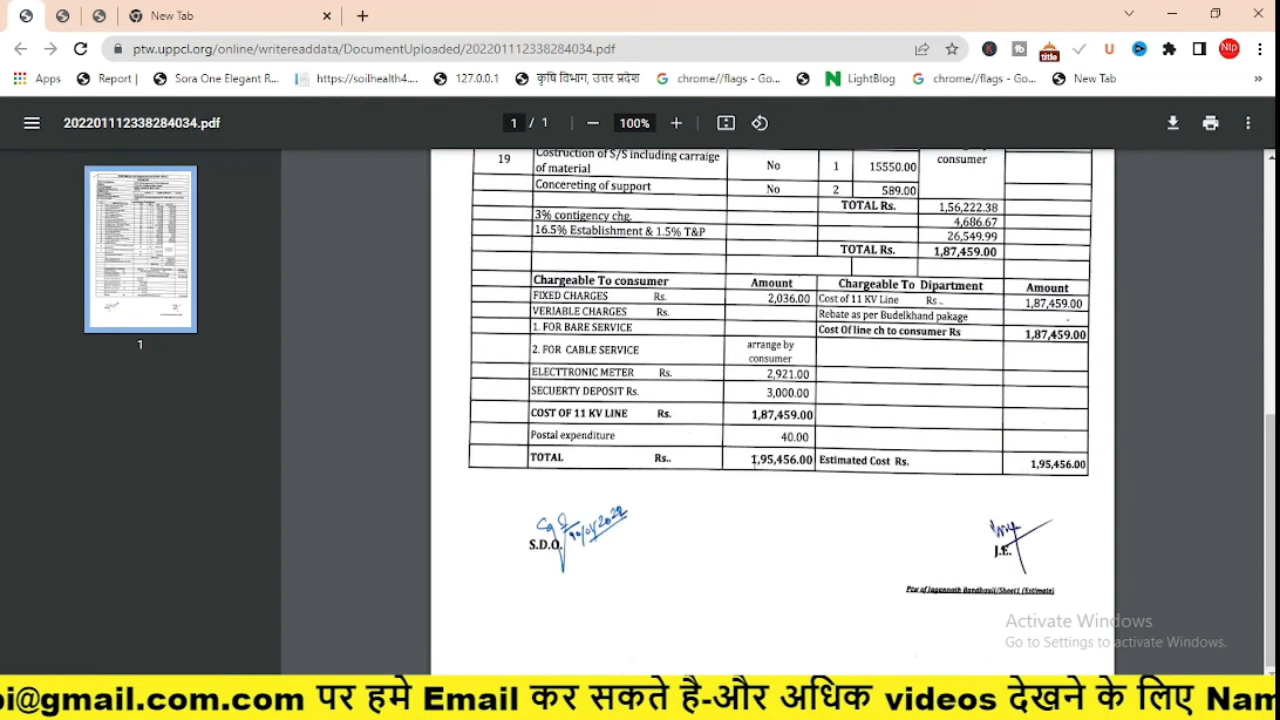 New Tab
ptw.uppcl.org/online/writereaddata/DocumentUploaded/202201112338284034.pdf
Apps Report | Sora One Elegant R... https://soilhealth4.... 127.0.0.1 कृषि विभाग, उत्तर प्रदेश chrome//flags - Go... LightBlog chrome//flags - Go... New Tab »
202201112338284034.pdf 1 / 1 100%
1
19 Costruction of S/S including carraige of material No 1 15550.00 consumer
Concereting of support No 2 589.00
TOTAL Rs. 1,56,222.38
3% contigency chg. 4,686.67
16.5% Establishment & 1.5% T&P 26,549.99
TOTAL Rs. 1,87,459.00
Chargeable To consumer Amount Chargeable To Dipartment Amount
FIXED CHARGES Rs. 2,036.00 Cost of 11 KV Line Rs . 1,87,459.00
VERIABLE CHARGES Rs. Rebate as per Budelkhand pakage
1. FOR BARE SERVICE Cost Of line ch to consumer Rs 1,87,459.00
2. FOR CABLE SERVICE arrange by consumer
ELECTTRONIC METER Rs. 2,921.00
SECUERTY DEPOSIT Rs. 3,000.00
COST OF 11 KV LINE Rs. 1,87,459.00
Postal expenditure 40.00
TOTAL Rs.. 1,95,456.00 Estimated Cost Rs. 1,95,456.00
S.D.O.
J.E.
Ptw of Jagannath Bandhauli/Sheet1 (Estimate)
Activate Windows
Go to Settings to activate Windows.
pi@gmail.com.com पर हमे Email कर सकते है-और अधिक videos देखने के लिए Nam